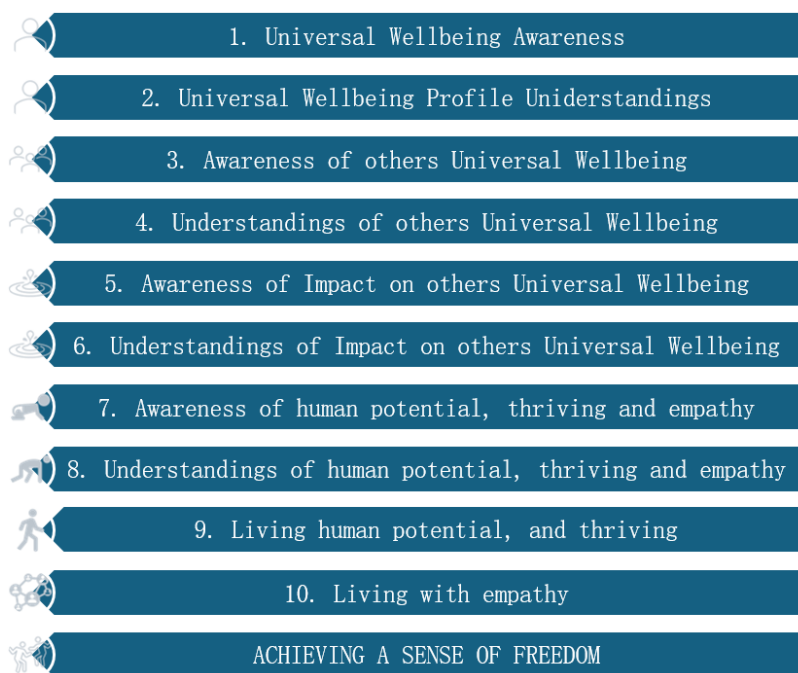 1. Universal Wellbeing Awareness
2. Universal Wellbeing Profile Uniderstandings
3. Awareness of others Universal Wellbeing
4. Understandings of others Universal Wellbeing
5. Awareness of Impact on others Universal Wellbeing
6. Understandings of Impact on others Universal Wellbeing
7. Awareness of human potential, thriving and empathy
8. Understandings of human potential, thriving and empathy
9. Living human potential, and thriving
10. Living with empathy
ACHIEVING A SENSE OF FREEDOM